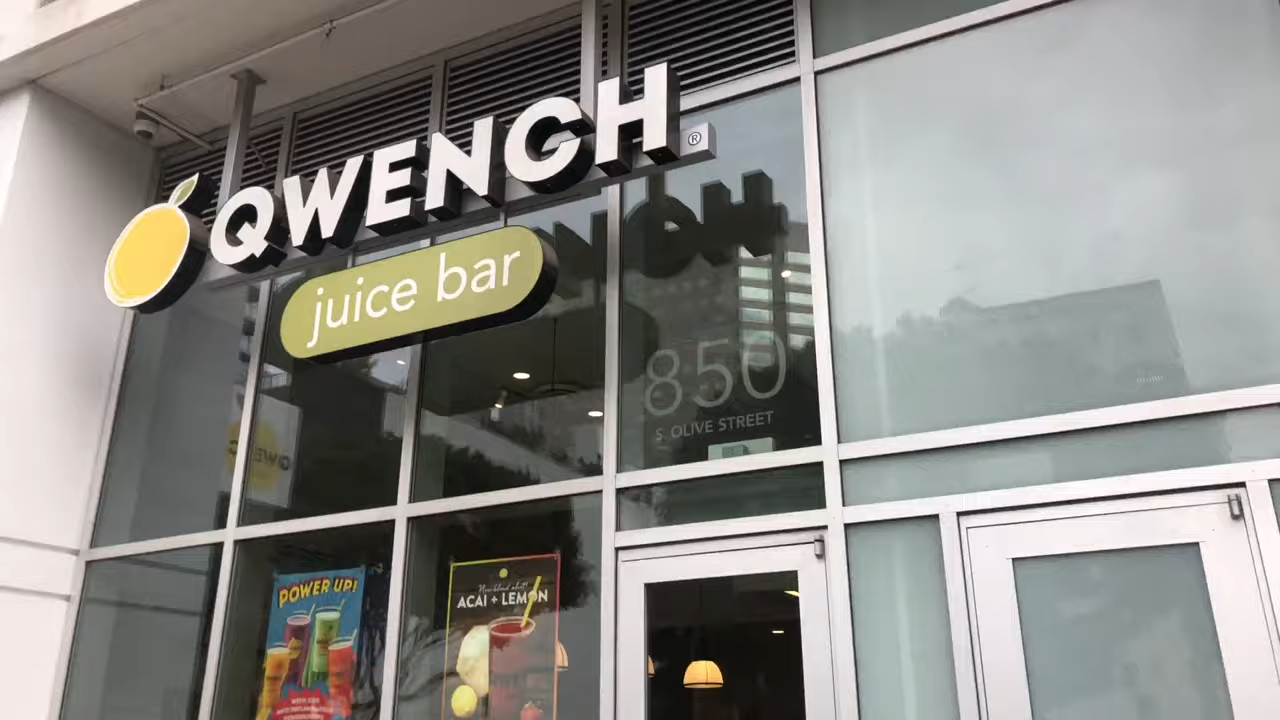 QWENCH ®
juice bar
850
S. OLIVE STREET
POWER UP!
ACAI + LEMON